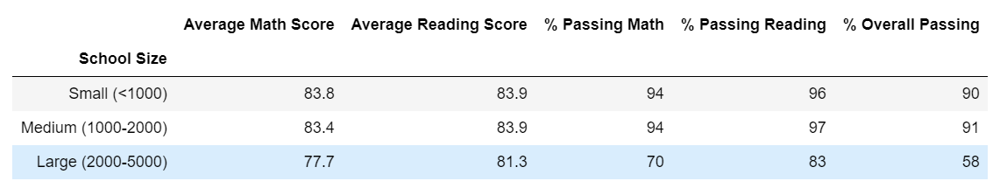 Average Math Score Average Reading Score % Passing Math % Passing Reading % Overall Passing
School Size
Small (<1000) 83.8 83.9 94 96 90
Medium (1000-2000) 83.4 83.9 94 97 91
Large (2000-5000) 77.7 81.3 70 83 58